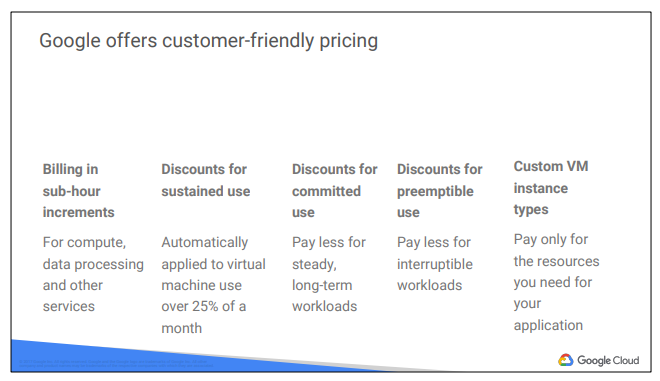 Google offers customer-friendly pricing
Billing in
sub-hour
increments
For compute,
data processing
and other
services
Discounts for
sustained use
Automatically
applied to virtual
machine use
over 25% of a
month
Discounts for
committed
use
Pay less for
steady,
long-term
workloads
Discounts for
preemptible
use
Pay less for
interruptible
workloads
Custom VM
instance
types
Pay only for
the resources
you need for
your
application
Google Cloud